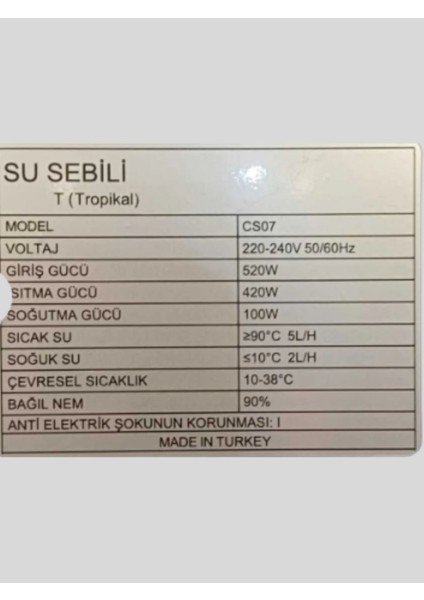 SU SEBİLİ
T (Tropikal)
MODEL CS07
VOLTAJ 220-240V 50/60Hz
GİRİŞ GÜCÜ 520W
ISITMA GÜCÜ 420W
SOĞUTMA GÜCÜ 100W
SICAK SU ≥90°C 5L/H
SOĞUK SU ≤10°C 2L/H
ÇEVRESEL SICAKLIK 10-38°C
BAĞIL NEM 90%
ANTİ ELEKTRİK ŞOKUNUN KORUNMASI: I
MADE IN TURKEY